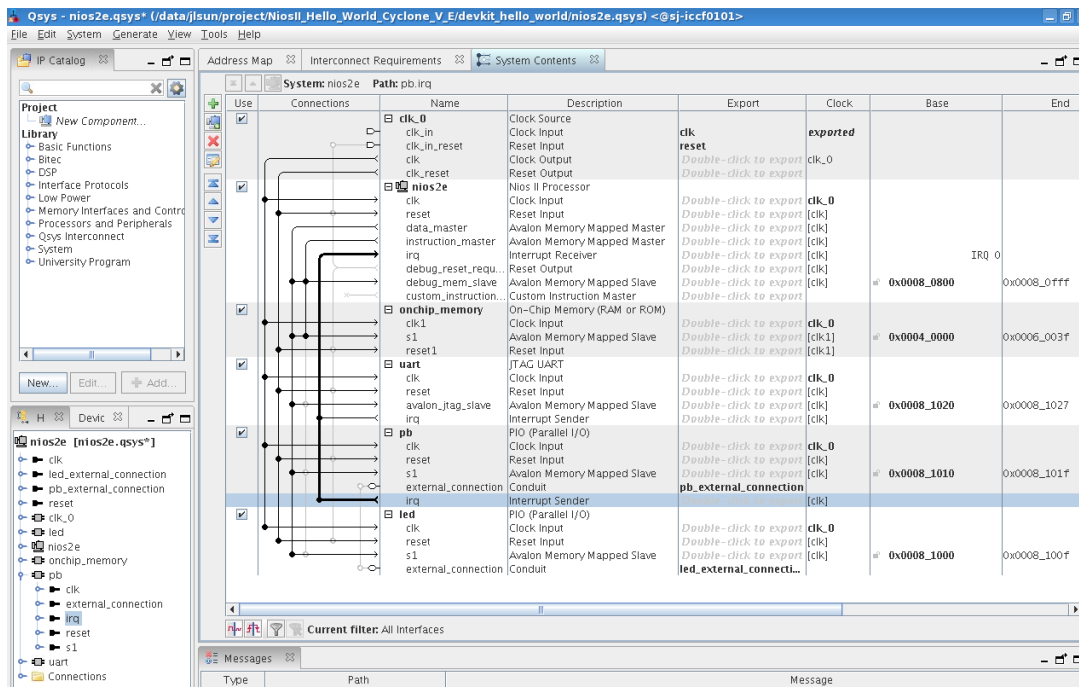 Qsys - nios2e.qsys* (/data/jlsun/project/NiosII_Hello_World_Cyclone_V_E/devkit_hello_world/nios2e.qsys) <@sj-iccf0101>
File Edit System Generate View Tools Help
IP Catalog
Project
New Component...
Library
Basic Functions
Bitec
DSP
Interface Protocols
Low Power
Memory Interfaces and Contro
Processors and Peripherals
Qsys Interconnect
System
University Program
New... Edit... Add...
H Devic
nios2e [nios2e.qsys*]
clk
led_external_connection
pb_external_connection
reset
clk_0
led
nios2e
onchip_memory
pb
clk
external_connection
irq
reset
s1
uart
Connections
Address Map Interconnect Requirements System Contents
System: nios2e Path: pb.irq
Use Connections Name Description Export Clock Base End
clk_0 Clock Source
clk_in Clock Input clk exported
clk_in_reset Reset Input reset
clk Clock Output Double-click to export clk_0
clk_reset Reset Output Double-click to export
nios2e Nios II Processor
clk Clock Input Double-click to export clk_0
reset Reset Input Double-click to export [clk]
data_master Avalon Memory Mapped Master Double-click to export [clk]
instruction_master Avalon Memory Mapped Master Double-click to export [clk]
irq Interrupt Receiver Double-click to export [clk] IRQ 0
debug_reset_requ... Reset Output Double-click to export [clk]
debug_mem_slave Avalon Memory Mapped Slave Double-click to export [clk] 0x0008_0800 0x0008_0fff
custom_instruction... Custom Instruction Master Double-click to export
onchip_memory On-Chip Memory (RAM or ROM)
clk1 Clock Input Double-click to export clk_0
s1 Avalon Memory Mapped Slave Double-click to export [clk1] 0x0004_0000 0x0006_003f
reset1 Reset Input Double-click to export [clk1]
uart JTAG UART
clk Clock Input Double-click to export clk_0
reset Reset Input Double-click to export [clk]
avalon_jtag_slave Avalon Memory Mapped Slave Double-click to export [clk] 0x0008_1020 0x0008_1027
irq Interrupt Sender Double-click to export [clk]
pb PIO (Parallel I/O)
clk Clock Input Double-click to export clk_0
reset Reset Input Double-click to export [clk]
s1 Avalon Memory Mapped Slave Double-click to export [clk] 0x0008_1010 0x0008_101f
external_connection Conduit pb_external_connection
irq Interrupt Sender [clk]
led PIO (Parallel I/O)
clk Clock Input Double-click to export clk_0
reset Reset Input Double-click to export [clk]
s1 Avalon Memory Mapped Slave Double-click to export [clk] 0x0008_1000 0x0008_100f
external_connection Conduit led_external_connecti...
Current filter: All Interfaces
Messages
Type Path Message